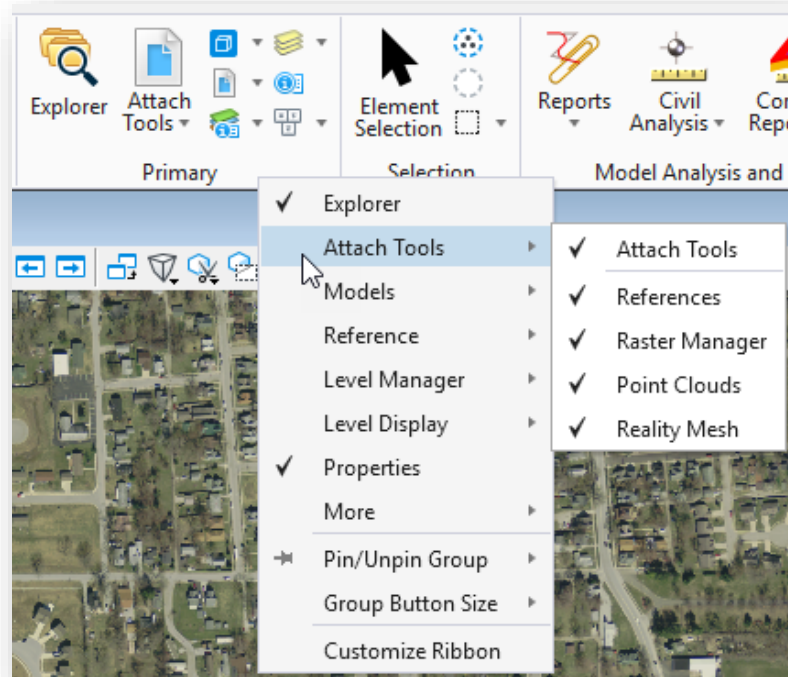 Explorer
Attach
Tools
Element
Selection
Reports
Civil
Analysis
Primary
Selection
Model Analysis and
Explorer
Attach Tools
Models
Reference
Level Manager
Level Display
Properties
More
Pin/Unpin Group
Group Button Size
Customize Ribbon
Attach Tools
References
Raster Manager
Point Clouds
Reality Mesh